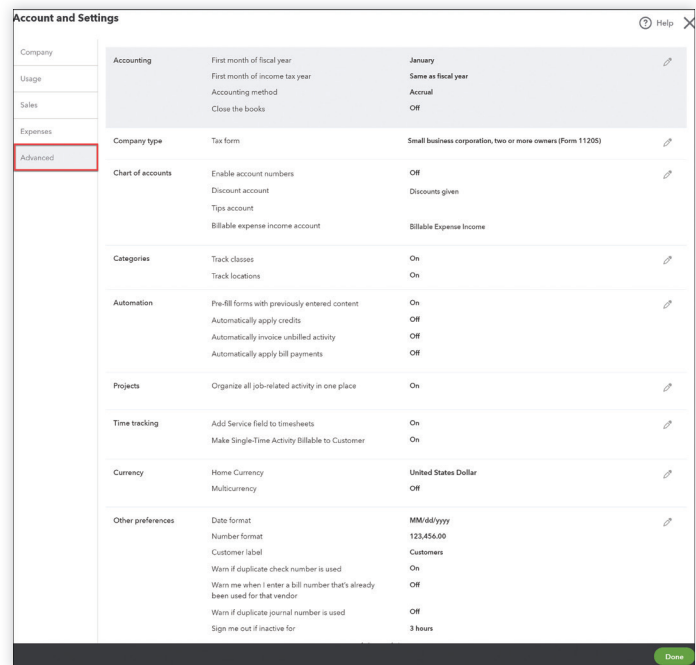 Account and Settings
Help
Company
Usage
Sales
Expenses
Advanced
Accounting
First month of fiscal year January
First month of income tax year Same as fiscal year
Accounting method Accrual
Close the books Off
Company type Tax form Small business corporation, two or more owners (Form 1120S)
Chart of accounts Enable account numbers Off
Discount account Discounts given
Tips account
Billable expense income account Billable Expense Income
Categories Track classes On
Track locations On
Automation Pre-fill forms with previously entered content On
Automatically apply credits Off
Automatically invoice unbilled activity Off
Automatically apply bill payments Off
Projects Organize all job-related activity in one place On
Time tracking Add Service field to timesheets On
Make Single-Time Activity Billable to Customer On
Currency Home Currency United States Dollar
Multicurrency Off
Other preferences Date format MM/dd/yyyy
Number format 123,456.00
Customer label Customers
Warn if duplicate check number is used On
Warn me when I enter a bill number that's already Off
been used for that vendor
Warn if duplicate journal number is used Off
Sign me out if inactive for 3 hours
Done